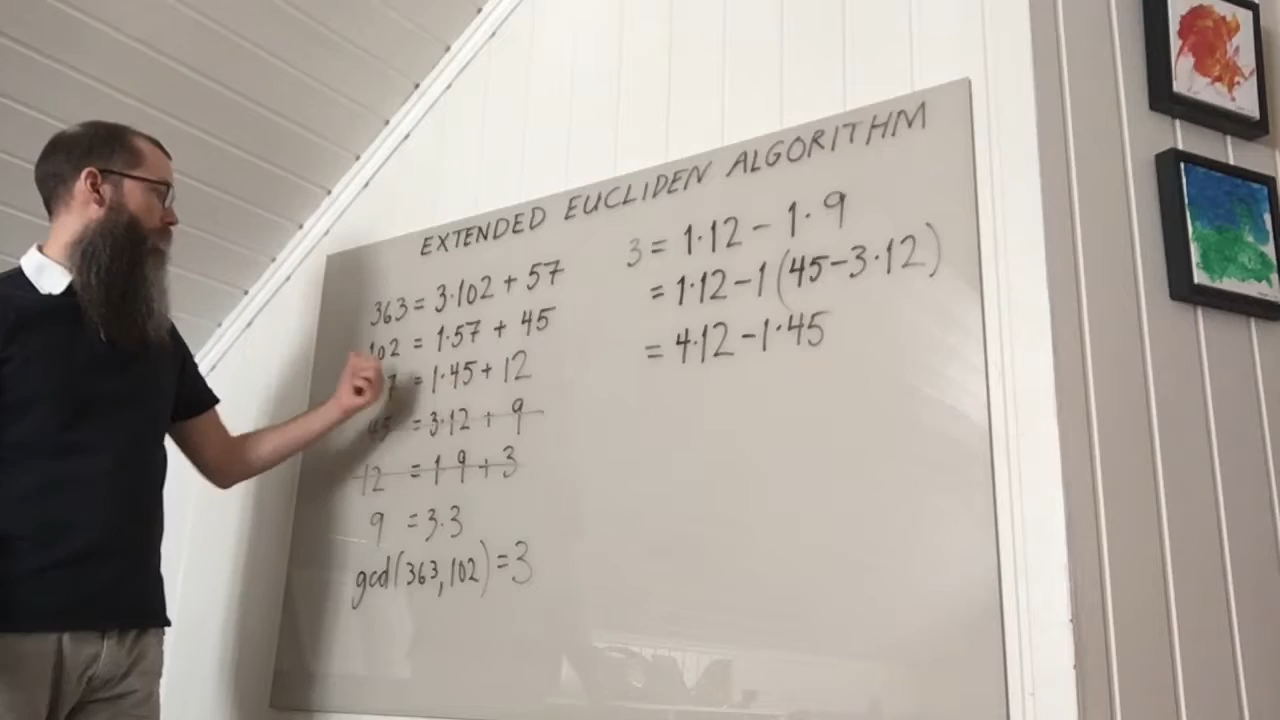 EXTENDED EUCLIDEN ALGORITHM
363 = 3·102 + 57
102 = 1·57 + 45
7 = 1·45 + 12
45 = 3·12 + 9
12 = 1·9 + 3
9 = 3·3
gcd(363,102) = 3
3 = 1·12 - 1·9
= 1·12 - 1(45-3·12)
= 4·12 - 1·45